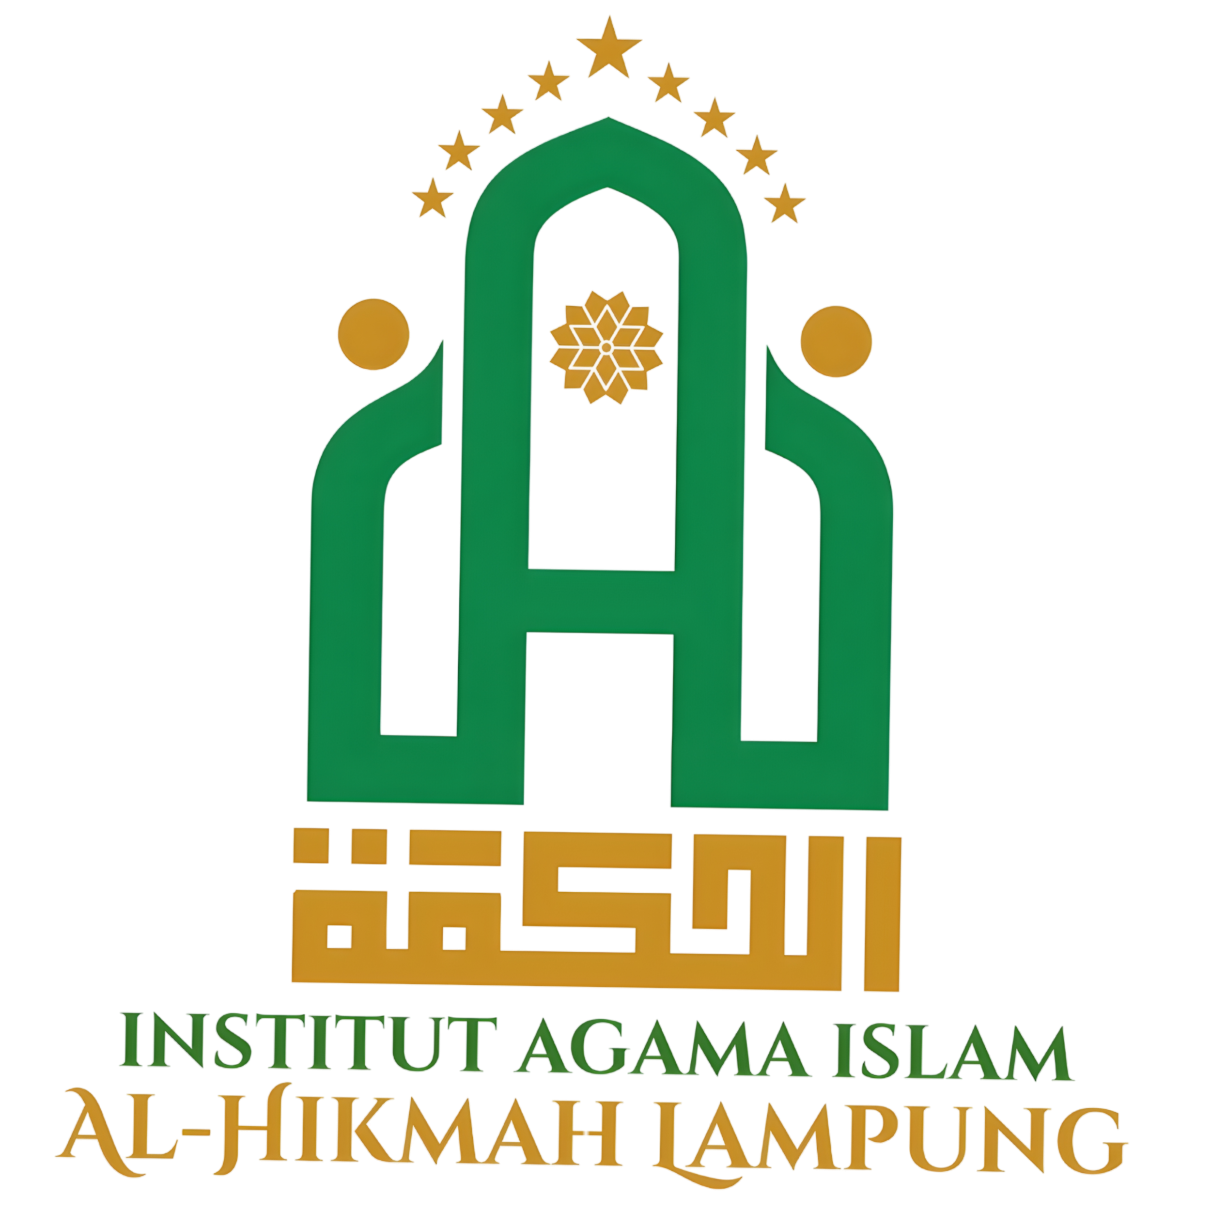 الحكمة
INSTITUT AGAMA ISLAM
AL-HIKMAH LAMPUNG